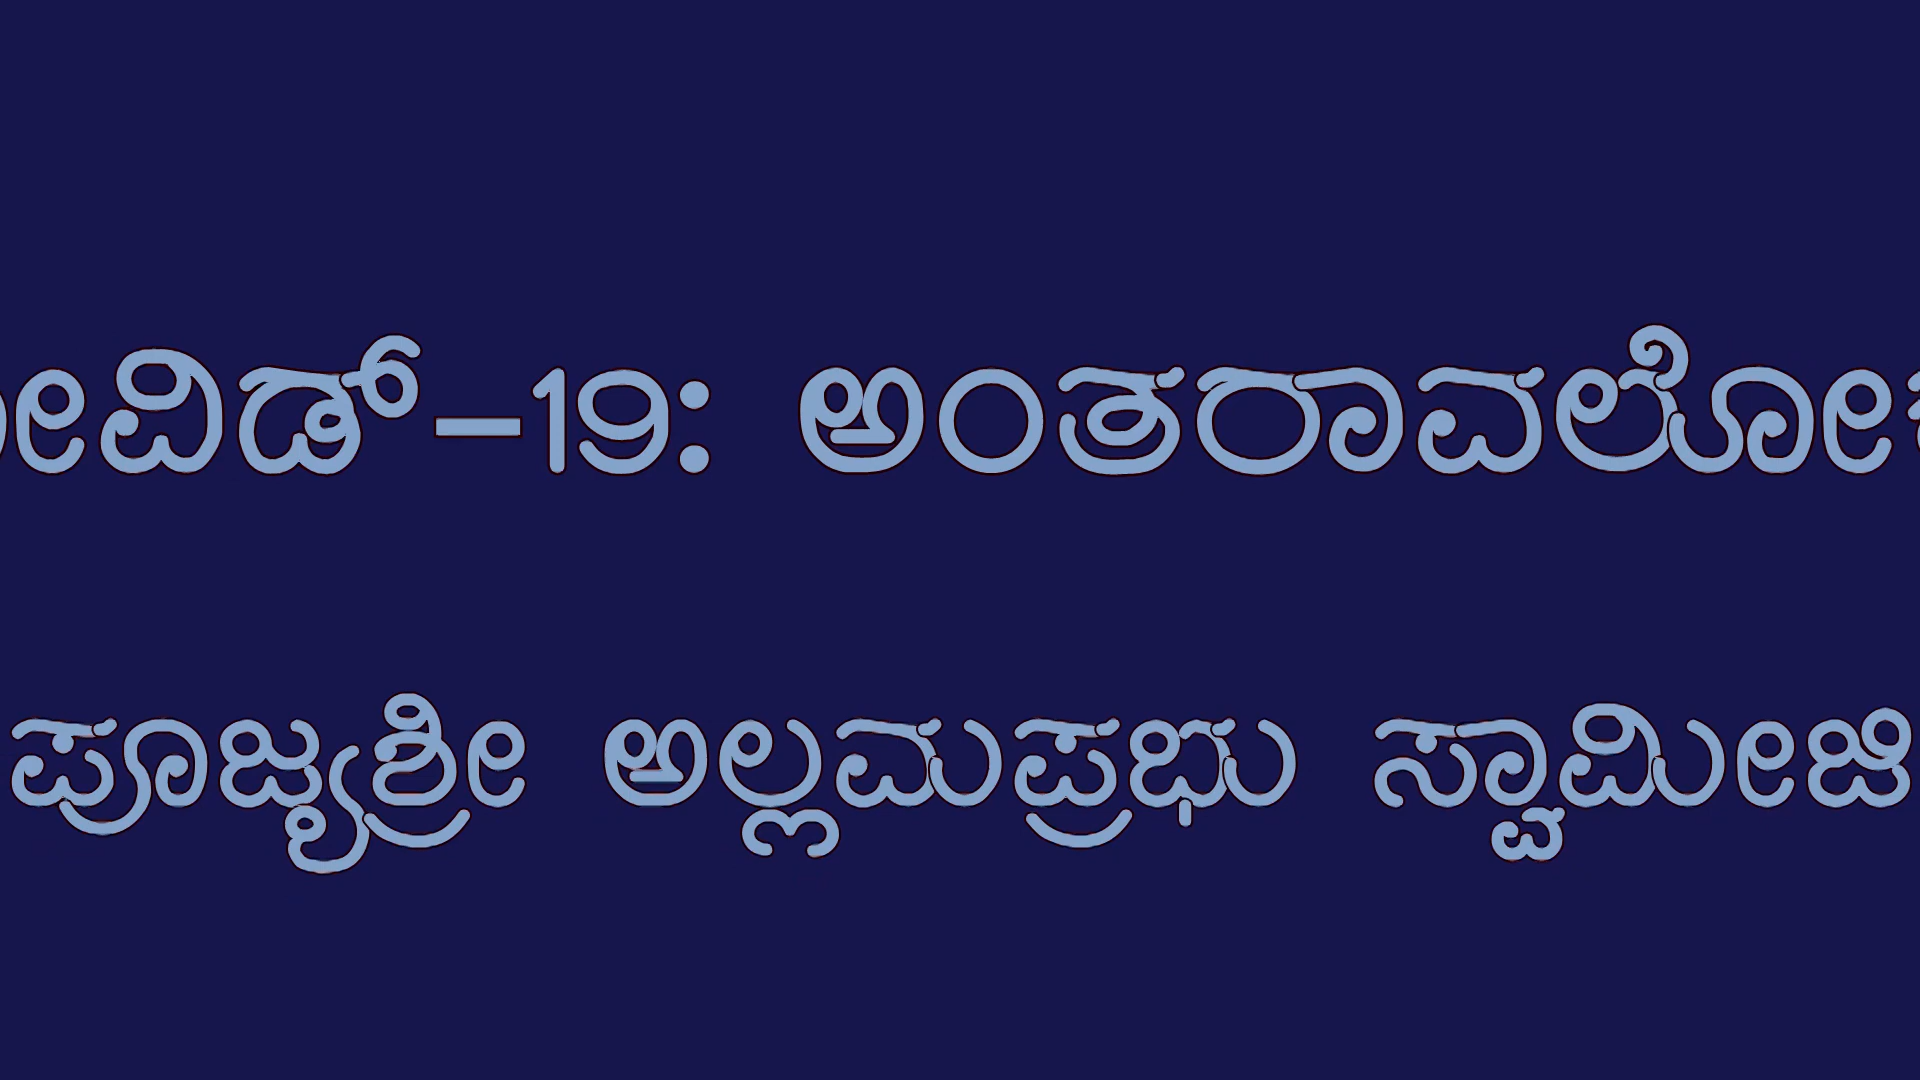 ಕೋವಿಡ್-19: ಅಂತರಾವಲೋಕ
ಪೂಜ್ಯಶ್ರೀ ಅಲ್ಲಮಪ್ರಭು ಸ್ವಾಮೀಜಿ